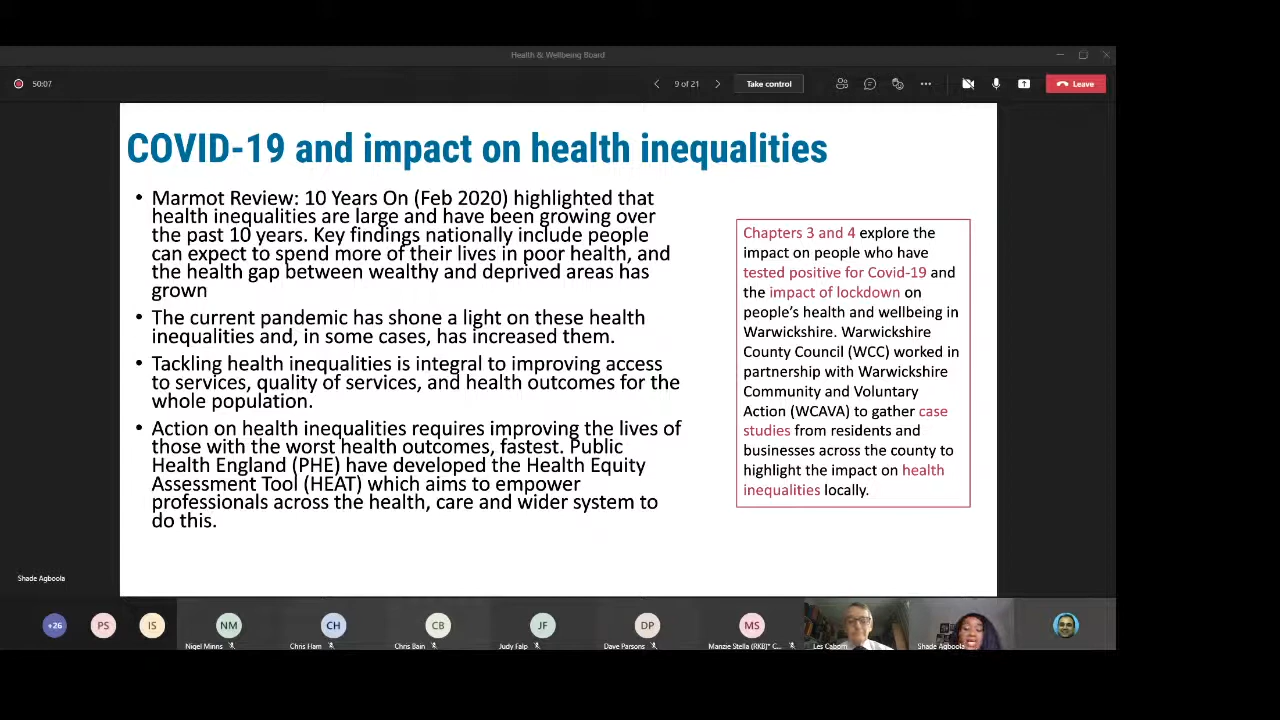 Health & Wellbeing Board
50:07
9 of 21
Take control
Leave
COVID-19 and impact on health inequalities
• Marmot Review: 10 Years On (Feb 2020) highlighted that
health inequalities are large and have been growing over
the past 10 years. Key findings nationally include people
can expect to spend more of their lives in poor health, and
the health gap between wealthy and deprived areas has
grown
• The current pandemic has shone a light on these health
inequalities and, in some cases, has increased them.
• Tackling health inequalities is integral to improving access
to services, quality of services, and health outcomes for the
whole population.
• Action on health inequalities requires improving the lives of
those with the worst health outcomes, fastest. Public
Health England (PHE) have developed the Health Equity
Assessment Tool (HEAT) which aims to empower
professionals across the health, care and wider system to
do this.
Chapters 3 and 4 explore the
impact on people who have
tested positive for Covid-19 and
the impact of lockdown on
people's health and wellbeing in
Warwickshire. Warwickshire
County Council (WCC) worked in
partnership with Warwickshire
Community and Voluntary
Action (WCAVA) to gather case
studies from residents and
businesses across the county to
highlight the impact on health
inequalities locally.
Shade Agboola
+26
PS
IS
NM
CH
CB
JF
DP
MS
Nigel Minns
Chris Ham
Chris Bain
Judy Falp
Dave Parsons
Manzie Stella (RKB)* C...
Les Caborn
Shade Agboola